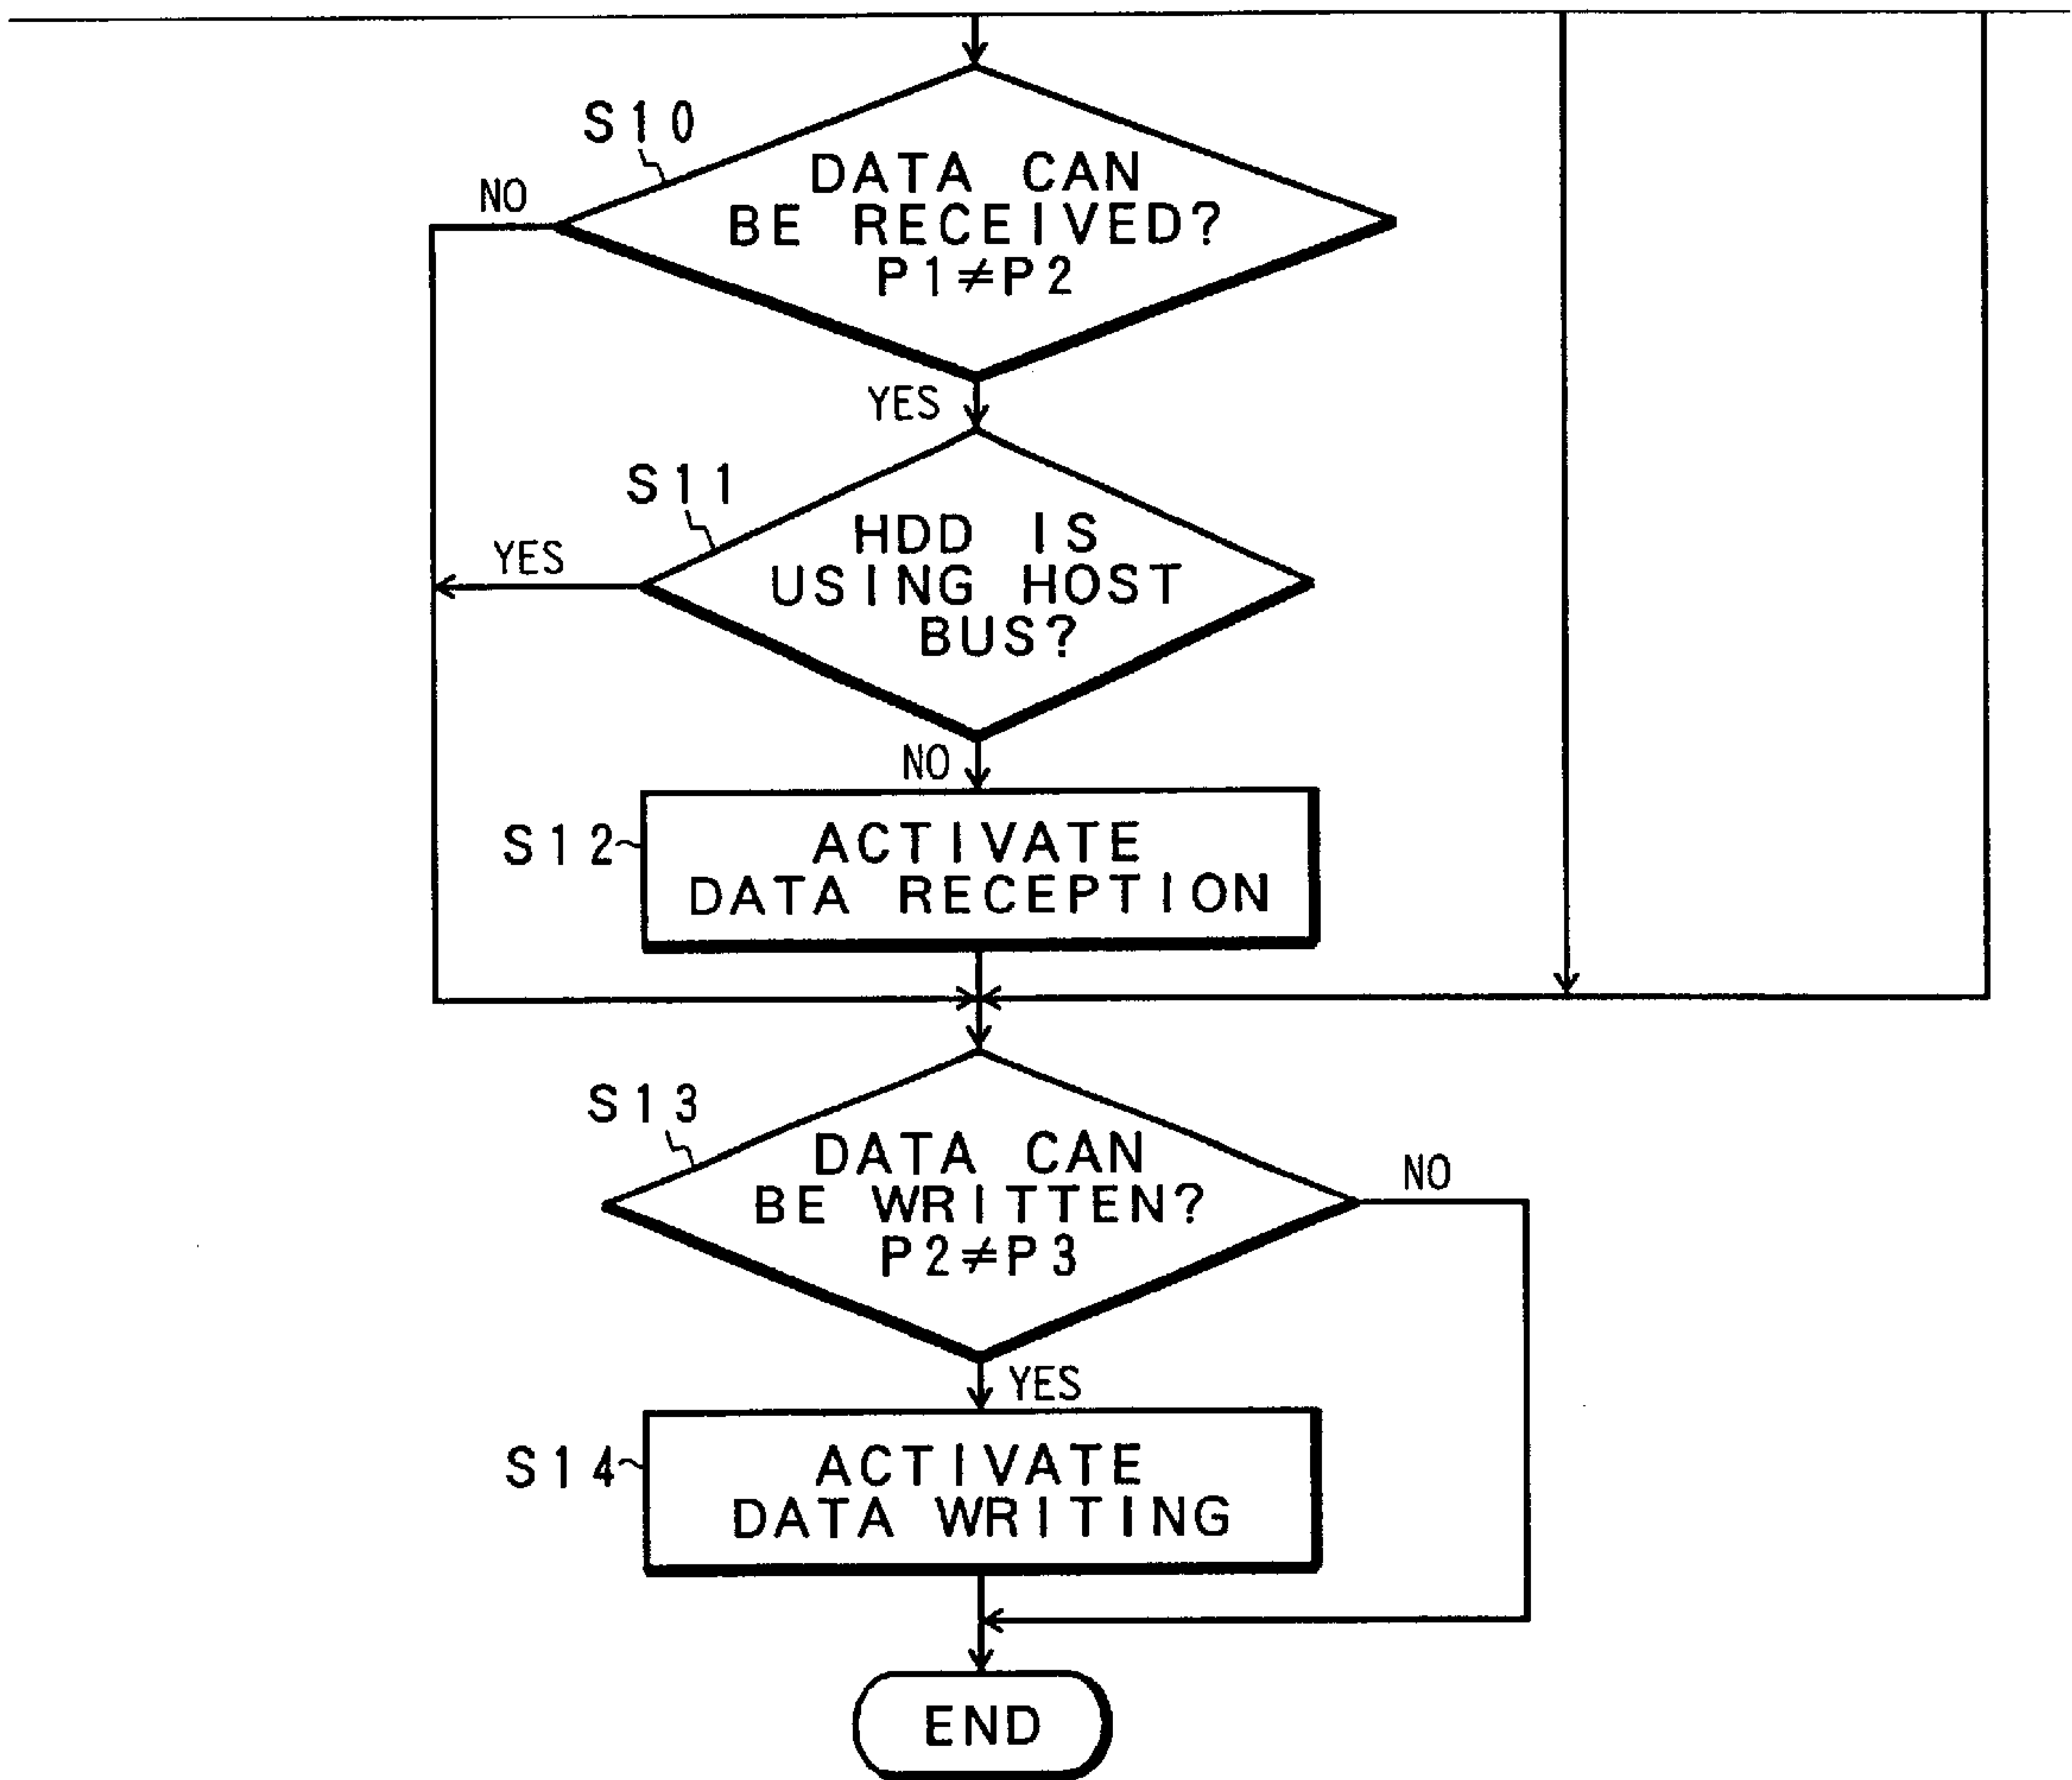 S10
NO
DATA CAN
BE RECEIVED?
P1≠P2
YES
S11
YES
HDD IS
USING HOST
BUS?
NO
S12
ACTIVATE
DATA RECEPTION
S13
DATA CAN
BE WRITTEN?
P2≠P3
NO
YES
S14
ACTIVATE
DATA WRITING
END